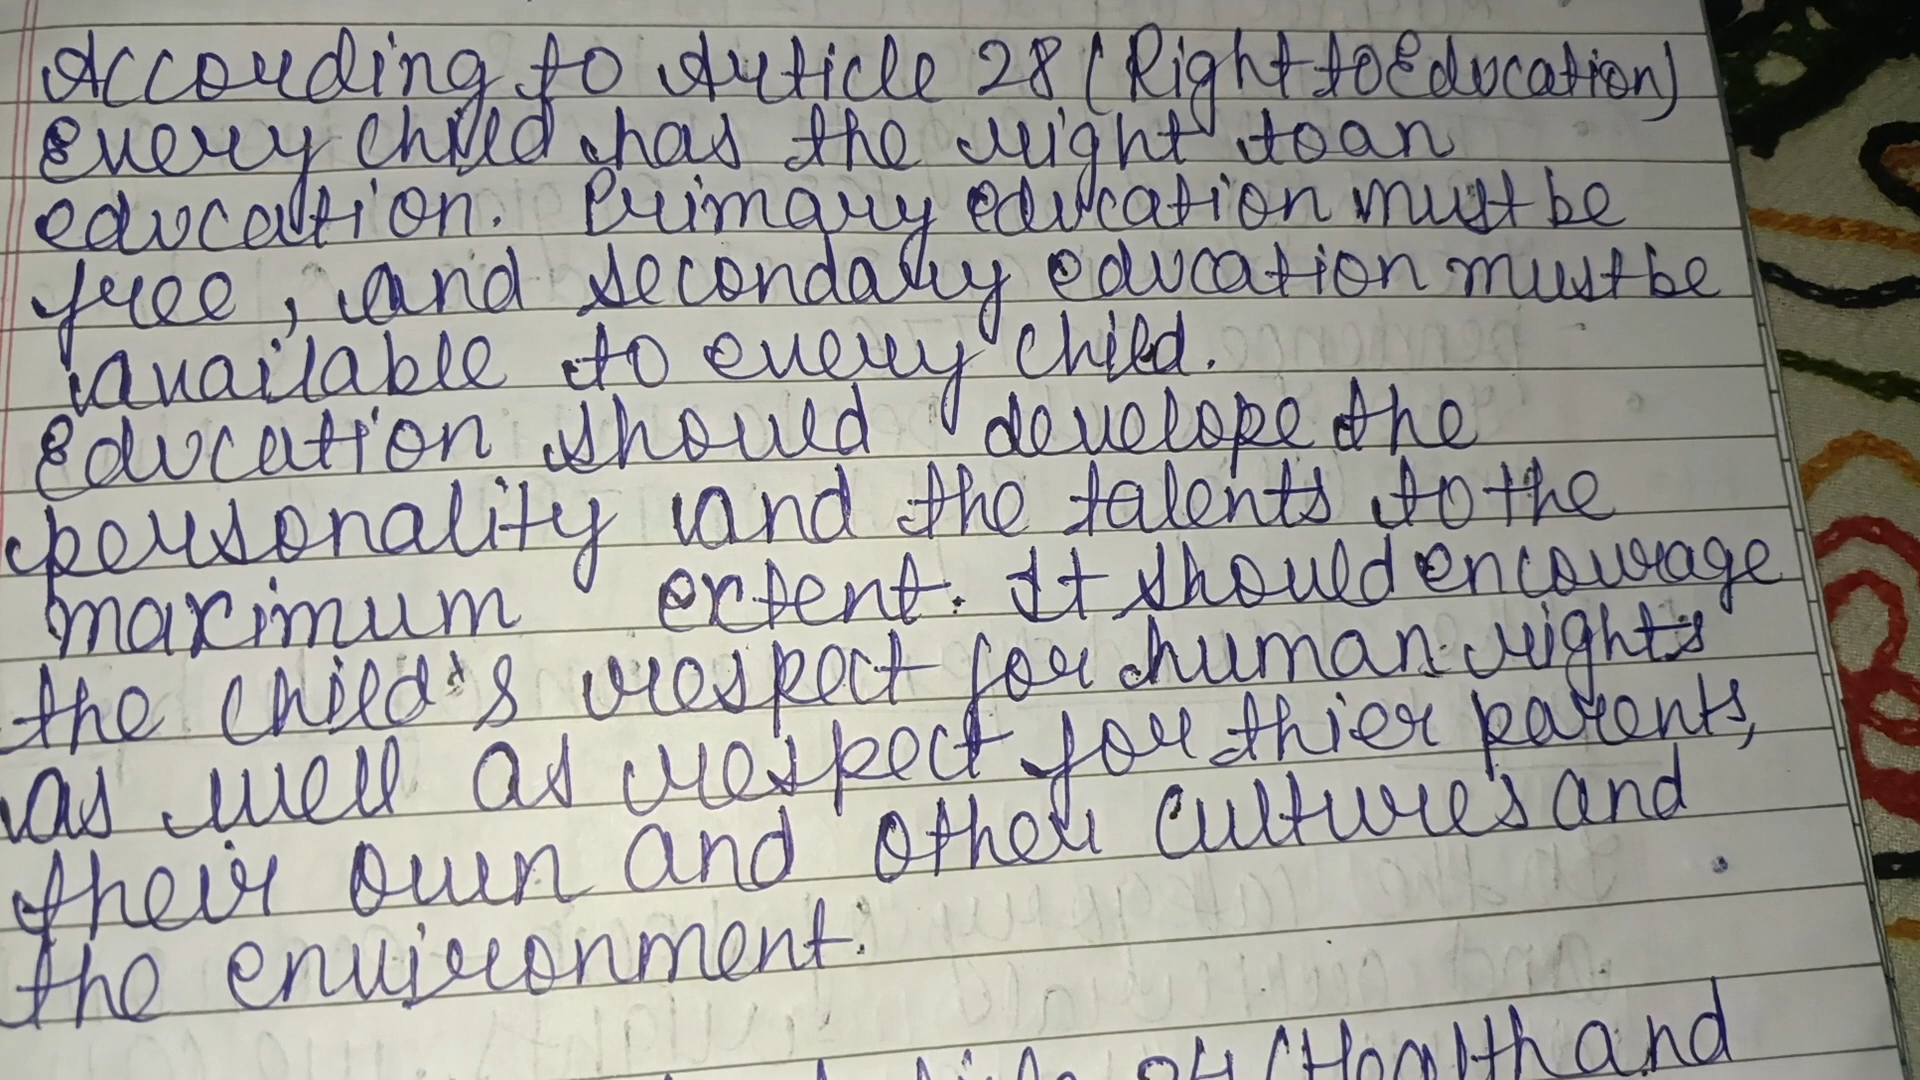 According to Article 28 (Right to Education)
every child has the right to an
education. Primary education must be
free, and secondary education must be
available to every child.
Education should develope the
personality and the talents to the
maximum extent. It should encourage
the child's respect for human rights
as well as respect for thier parents,
their own and other cultures and
the environment.
24 (Health and